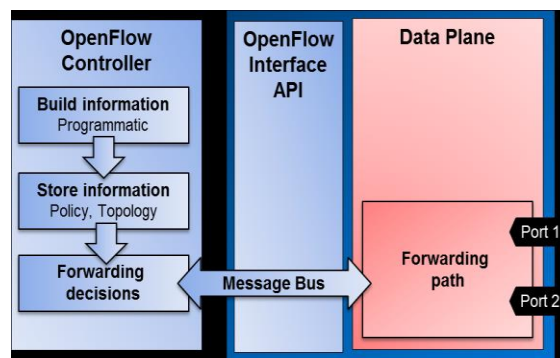 OpenFlow
Controller
Build information
Programmatic
Store information
Policy, Topology
Forwarding
decisions
OpenFlow
Interface
API
Message Bus
Data Plane
Forwarding
path
Port 1
Port 2